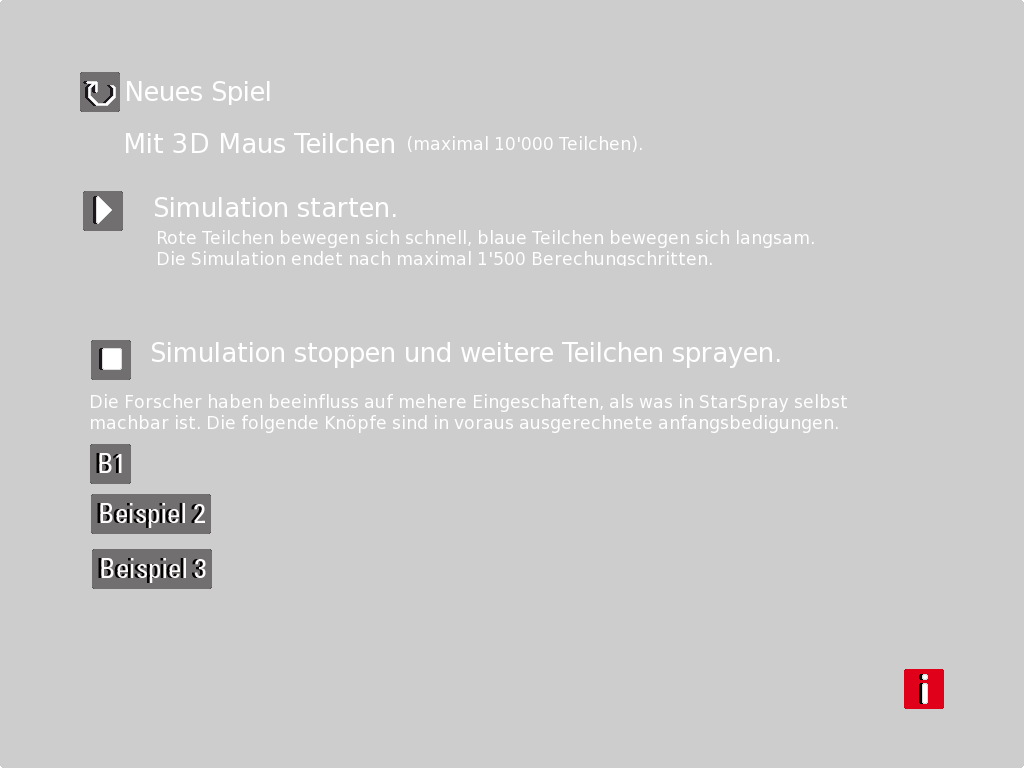 Neues Spiel
Mit 3D Maus Teilchen (maximal 10'000 Teilchen).
Simulation starten.
Rote Teilchen bewegen sich schnell, blaue Teilchen bewegen sich langsam.
Die Simulation endet nach maximal 1'500 Berechungschritten.
Simulation stoppen und weitere Teilchen sprayen.
Die Forscher haben beeinfluss auf mehere Eingeschaften, als was in StarSpray selbst
machbar ist. Die folgende Knöpfe sind in voraus ausgerechnete anfangsbedigungen.
B1
Beispiel 2
Beispiel 3
i